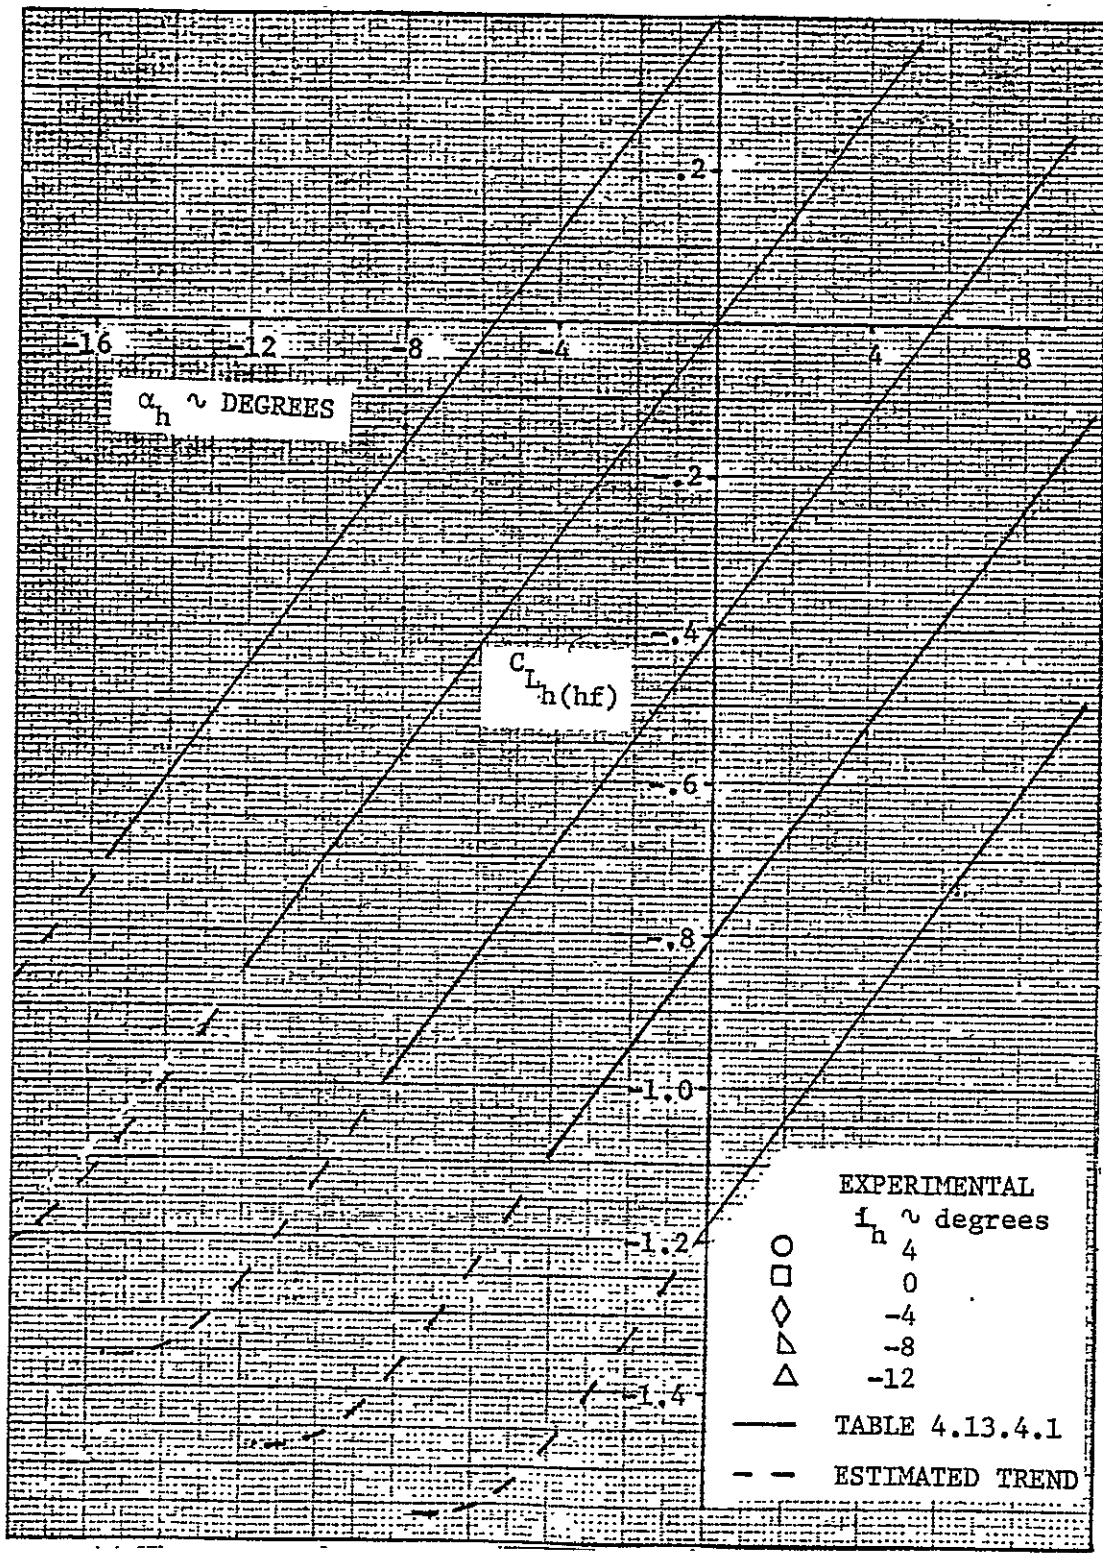 .2
-16 -12 -8 -4 4 8
α_h ~ DEGREES
-.2
-.4
C_L_h(hf)
-.6
-.8
-1.0
-1.2
-1.4
EXPERIMENTAL
i_h ~ degrees
4
0
-4
-8
-12
TABLE 4.13.4.1
ESTIMATED TREND